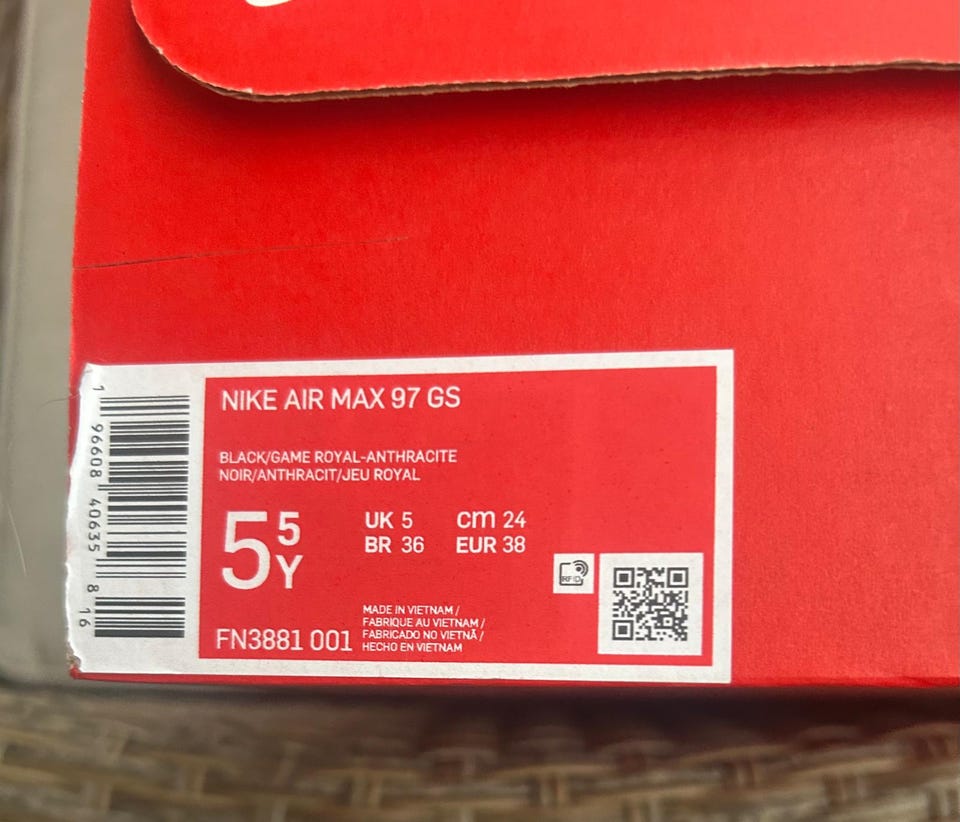 NIKE AIR MAX 97 GS
BLACK/GAME ROYAL-ANTHRACITE
NOIR/ANTHRACIT/JEU ROYAL
5 5 Y
UK 5 cm 24
BR 36 EUR 38
RFID
FN3881 001
MADE IN VIETNAM /
FABRIQUE AU VIETNAM /
FABRICADO NO VIETNÃ /
HECHO EN VIETNAM
1 96608 40635 8 16